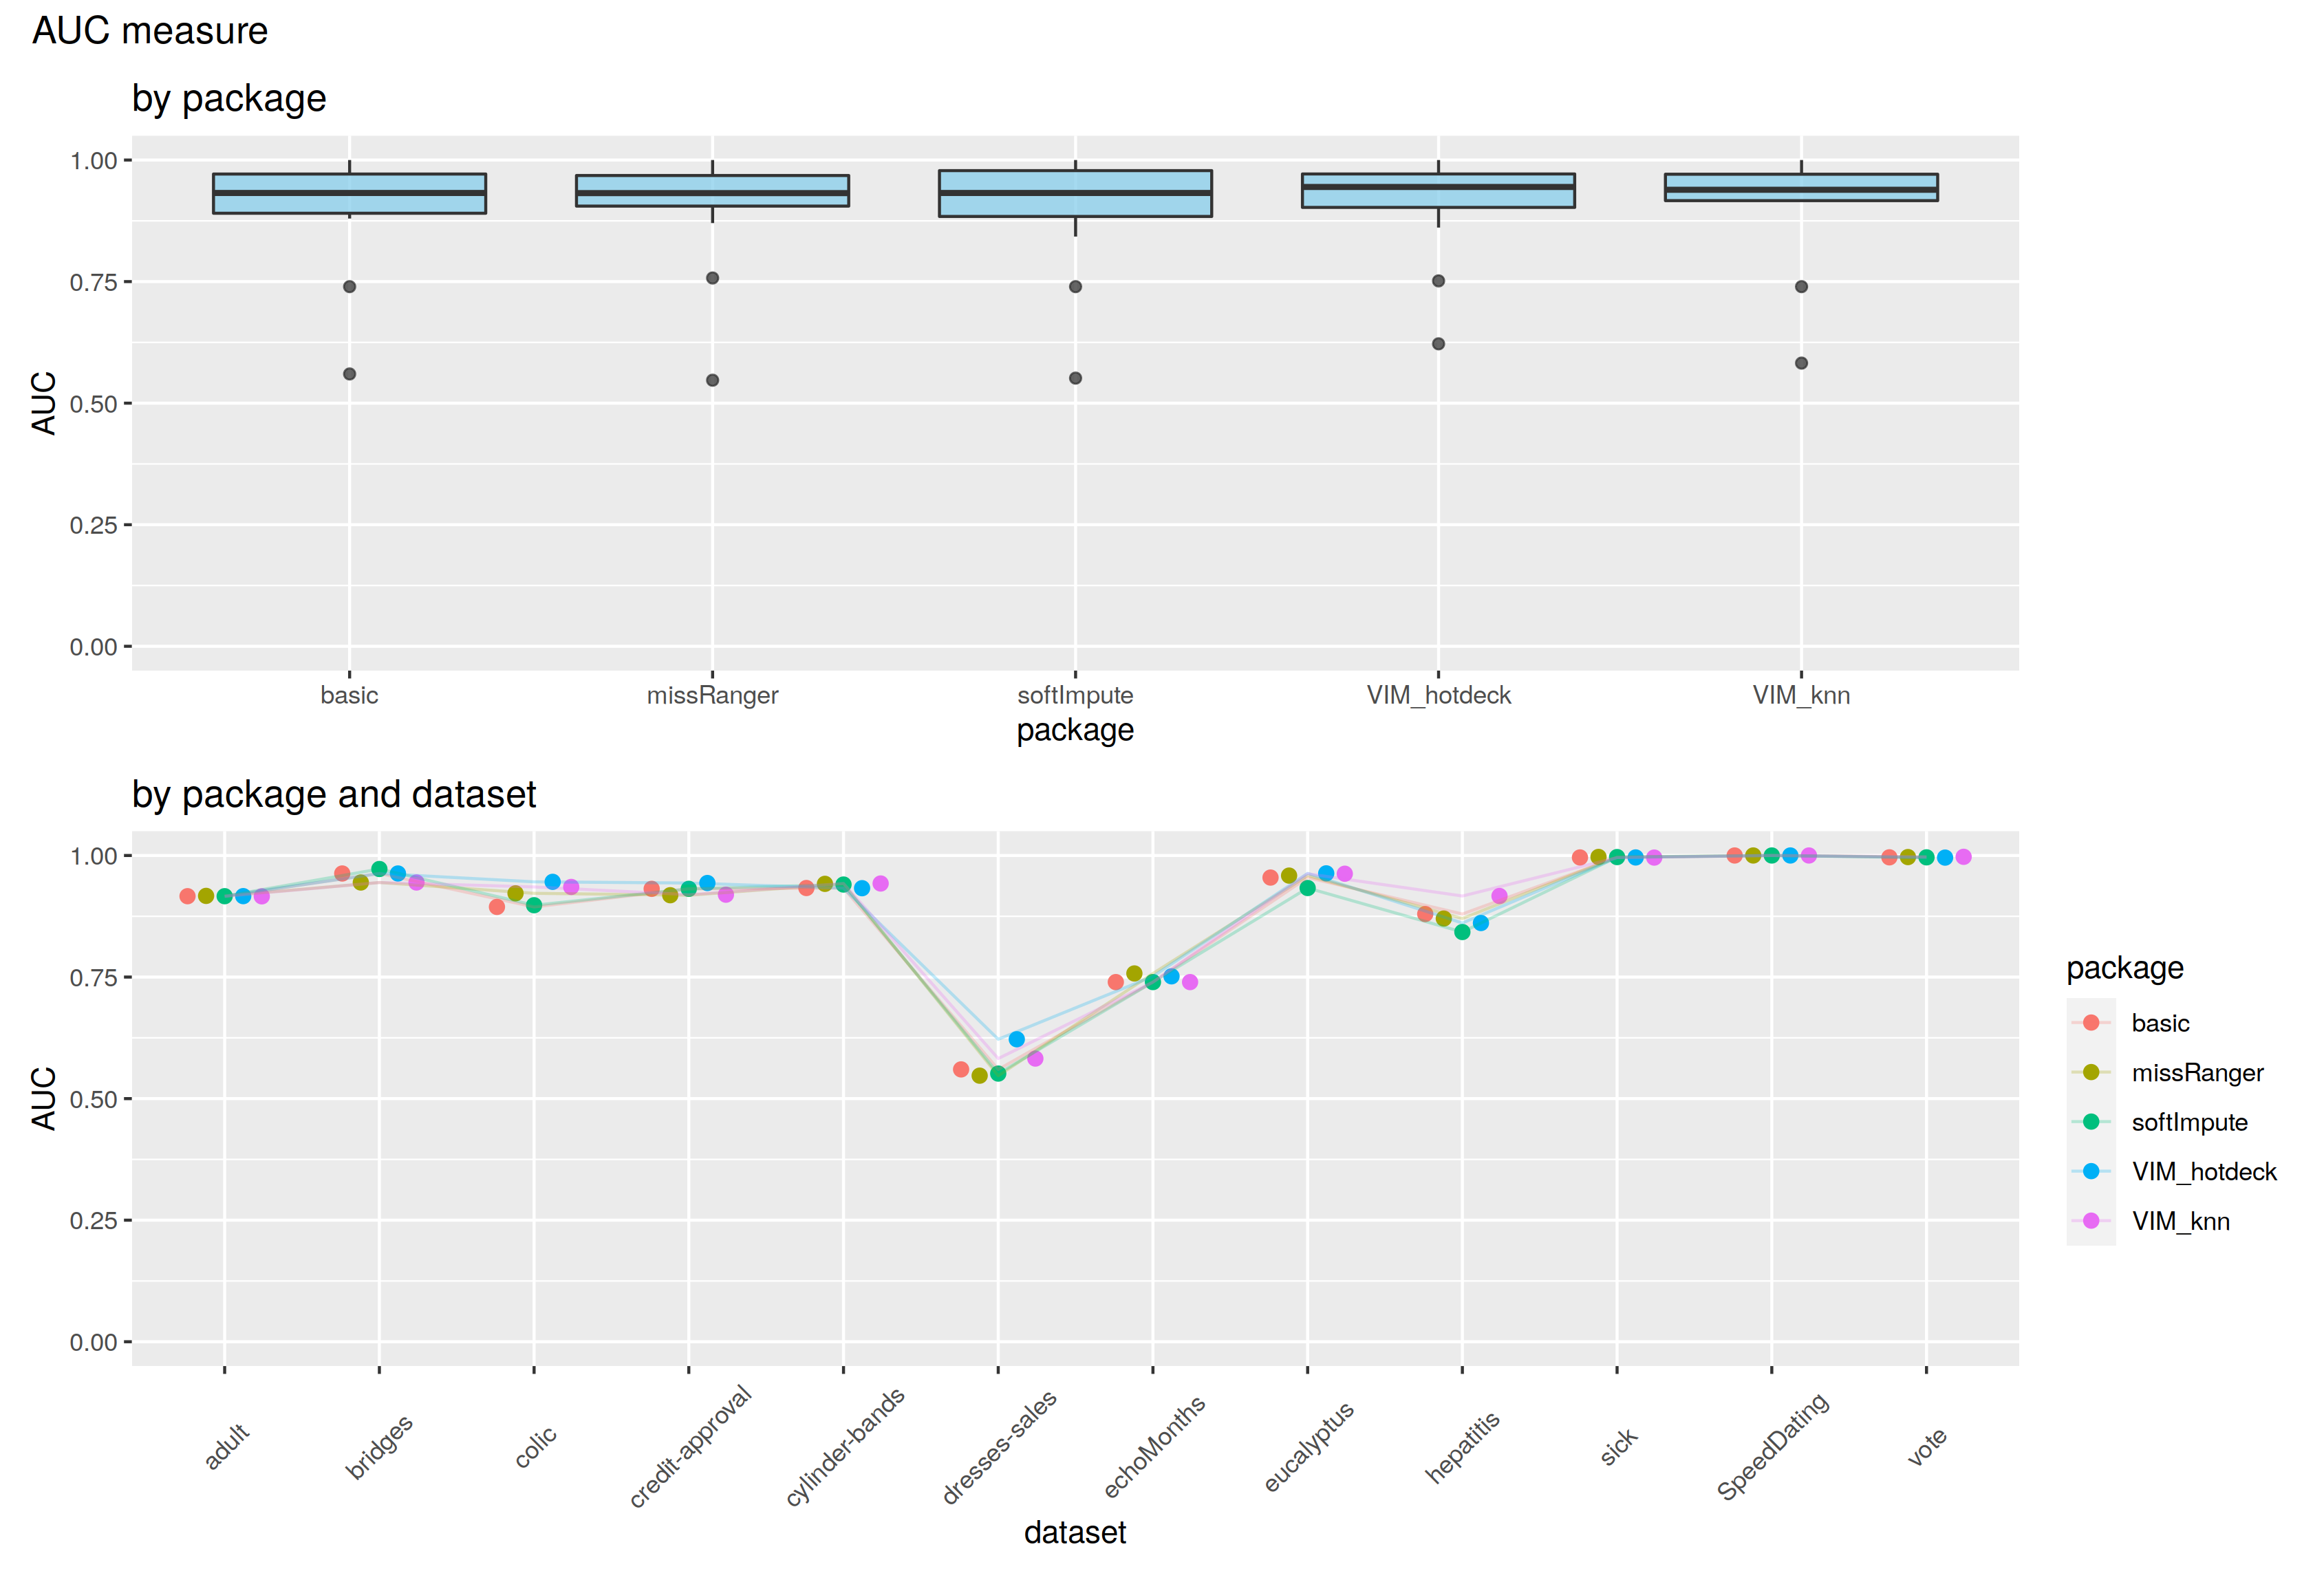 AUC measure
by package
1.00
0.75
0.50
0.25
0.00
AUC
basic missRanger softImpute VIM_hotdeck VIM_knn
package
by package and dataset
1.00
0.75
0.50
0.25
0.00
AUC
adult bridges colic credit-approval cylinder-bands dresses-sales echoMonths eucalyptus hepatitis sick SpeedDating vote
dataset
package
basic
missRanger
softImpute
VIM_hotdeck
VIM_knn